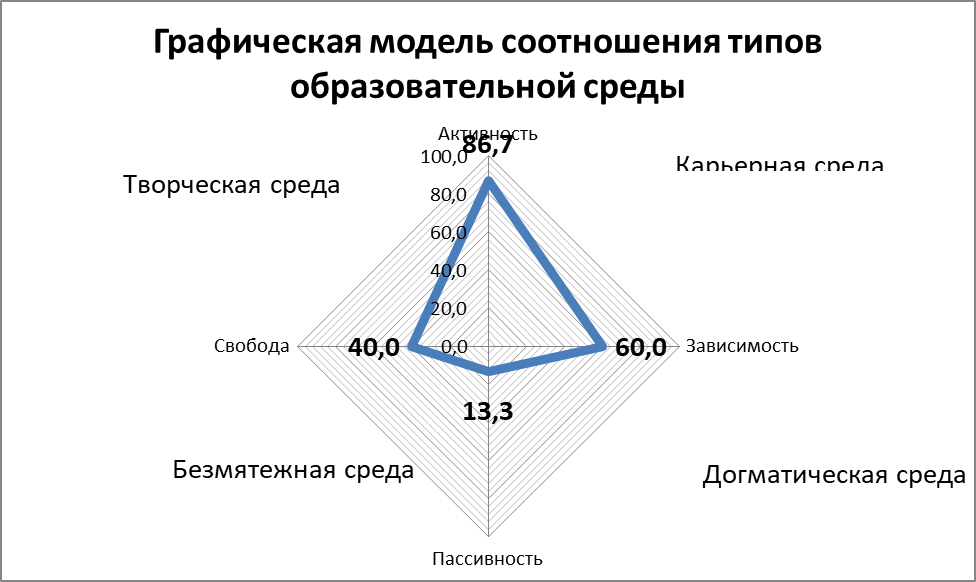 Графическая модель соотношения типов
образовательной среды
Активность
86,7
100,0
Карьерная среда
Творческая среда
80,0
60,0
40,0
20,0
Свобода
40,0
0,0
60,0
Зависимость
13,3
Безмятежная среда
Догматическая среда
Пассивность